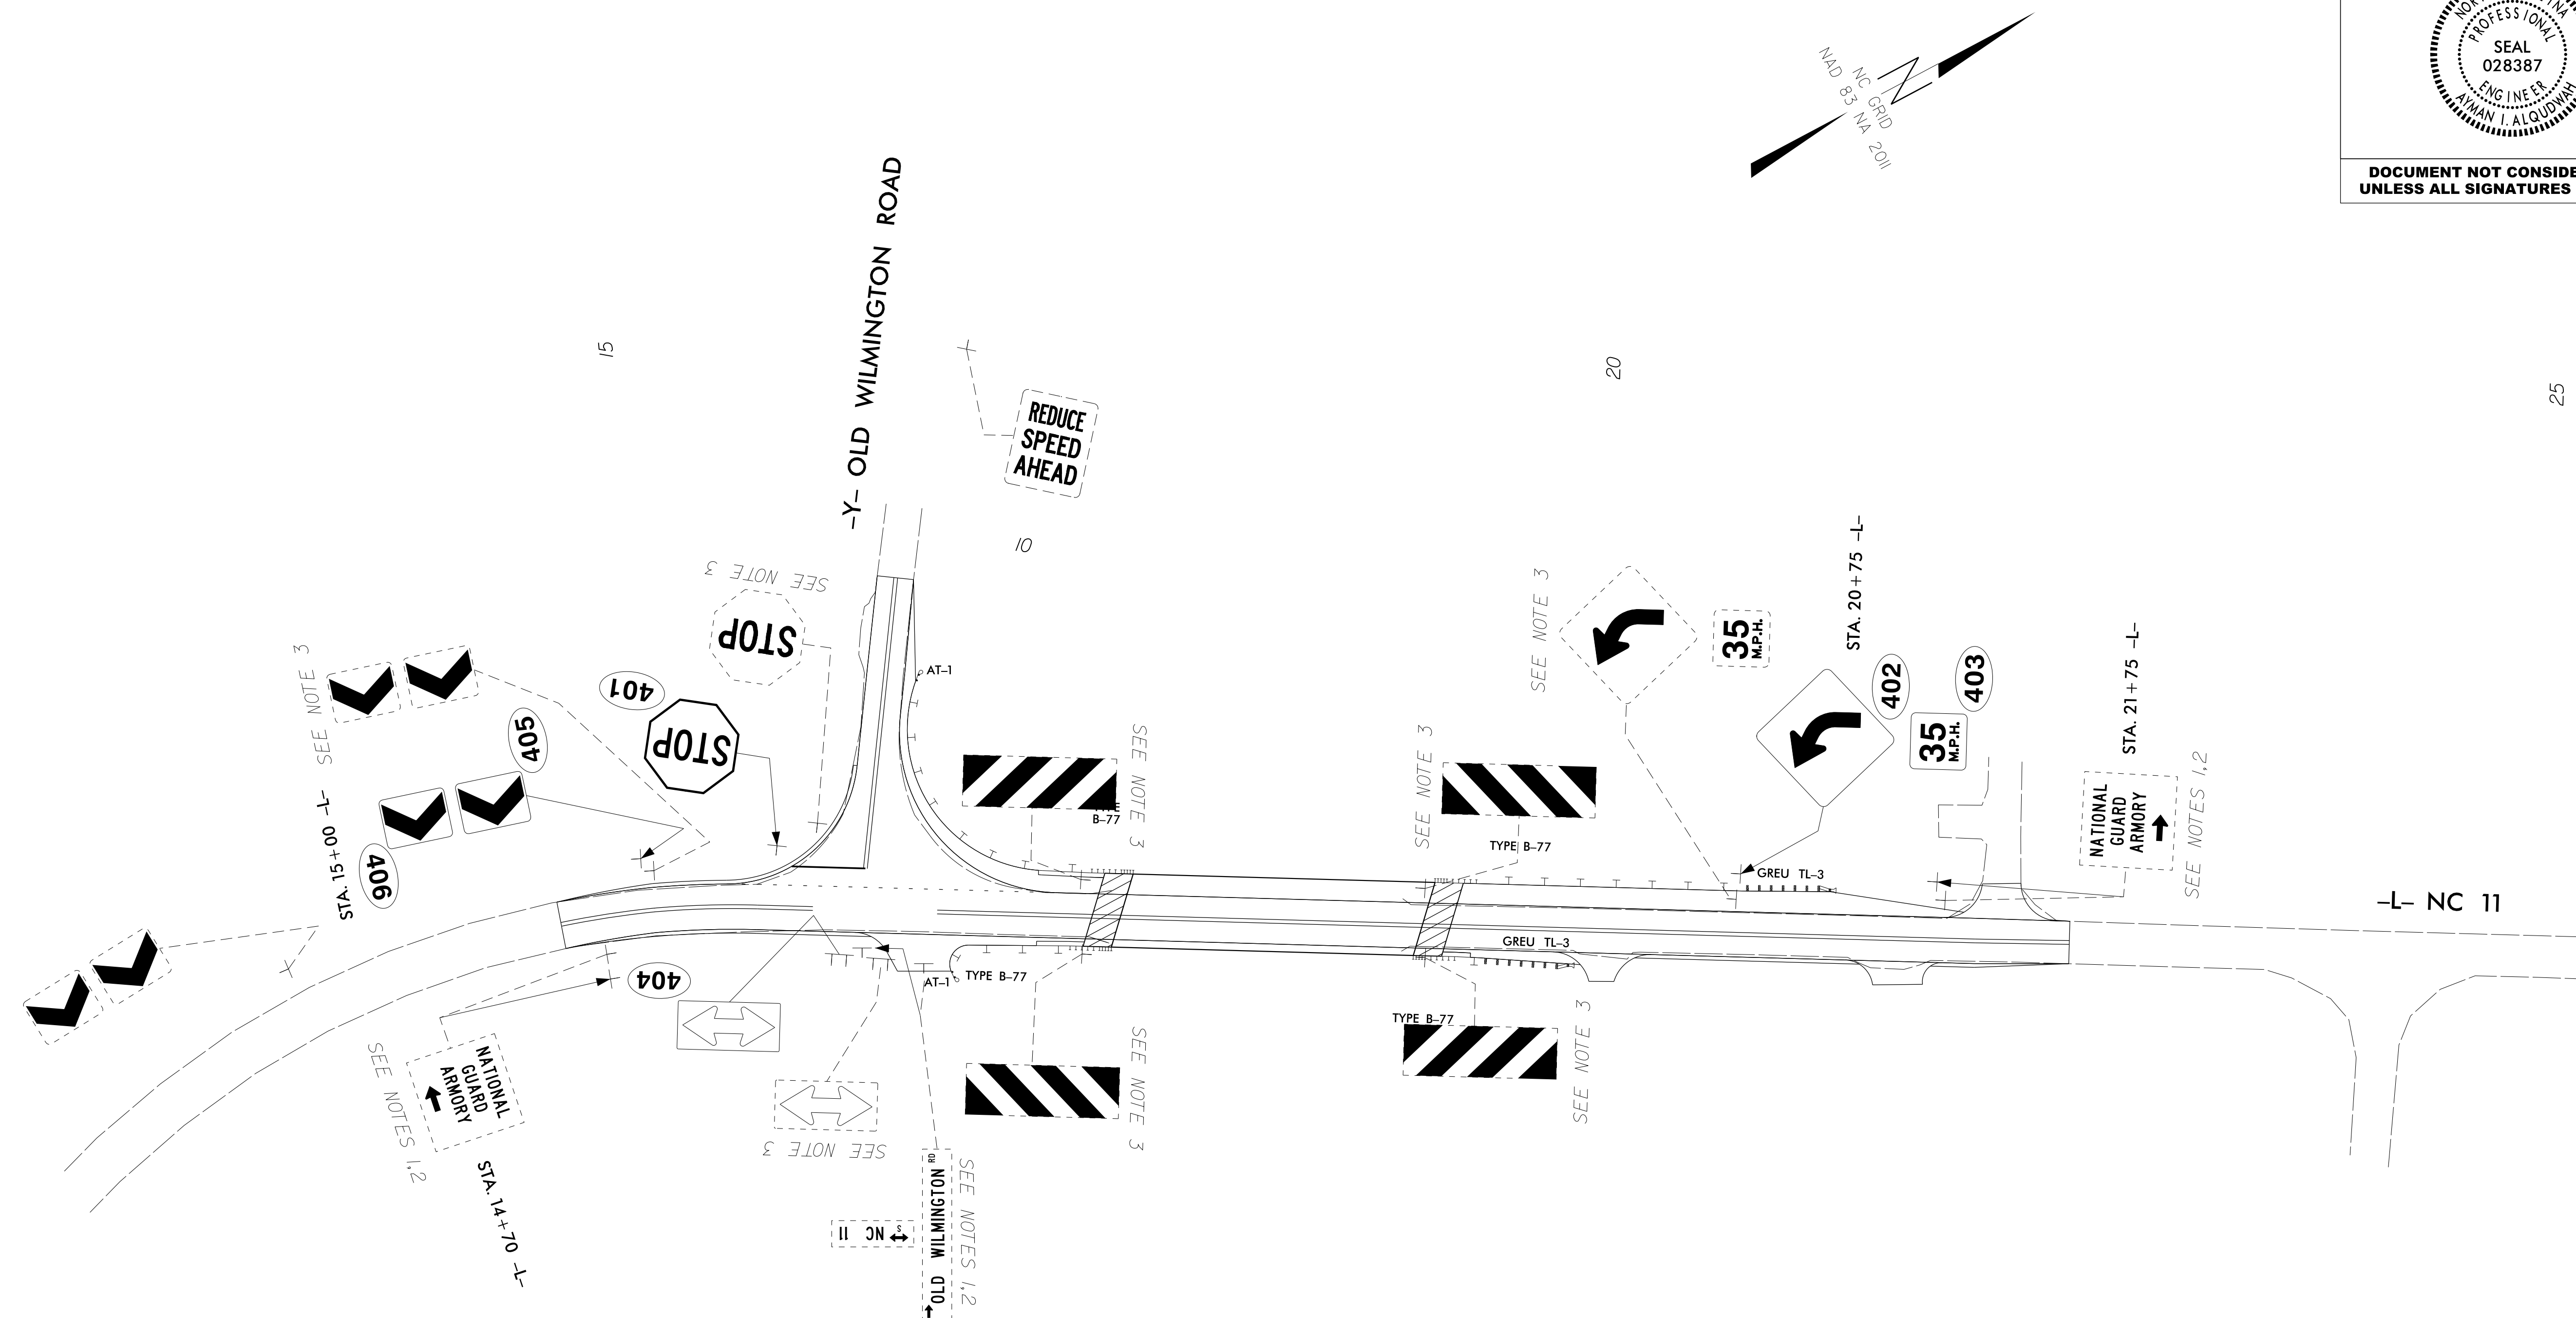 PROFESSIONAL
SEAL
028387
ENGINEER
AYMAN I. ALQUDWAH
DOCUMENT NOT
UNLESS ALL SIGNATURES
NC GRID
NAD 83 NA 2011
15
20
25
10
-Y- OLD WILMINGTON ROAD
REDUCE
SPEED
AHEAD
SEE NOTE 3
STOP
401
STOP
AT-1
SEE NOTE 3
405
406
STA. 15+00 -L-
SEE NOTE 3
B-77
SEE NOTE 3
TYPE B-77
SEE NOTE 3
35
M.P.H.
STA. 20+75 -L-
402
403
35
M.P.H.
GREU TL-3
STA. 21+75 -L-
NATIONAL
GUARD
ARMORY
SEE NOTES 1,2
-L- NC 11
GREU TL-3
TYPE B-77
SEE NOTE 3
AT-1
TYPE B-77
SEE NOTE 3
404
NATIONAL
GUARD
ARMORY
SEE NOTES 1,2
STA. 14+70 -L-
SEE NOTE 3
OLD WILMINGTON RD
SEE NOTES 1,2
S
NC 11